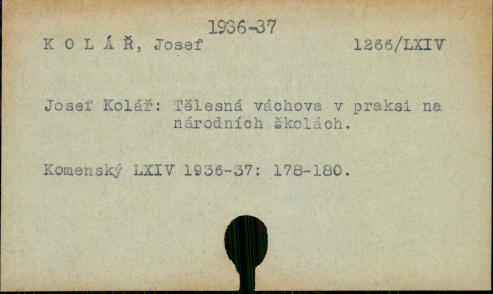 1936-37
K O L Á Ř, Josef 1266/LXIV
Josef Kolář: Tělesná váchova v praksi na
národních školách.
Komenský LXIV 1936-37: 178-180.